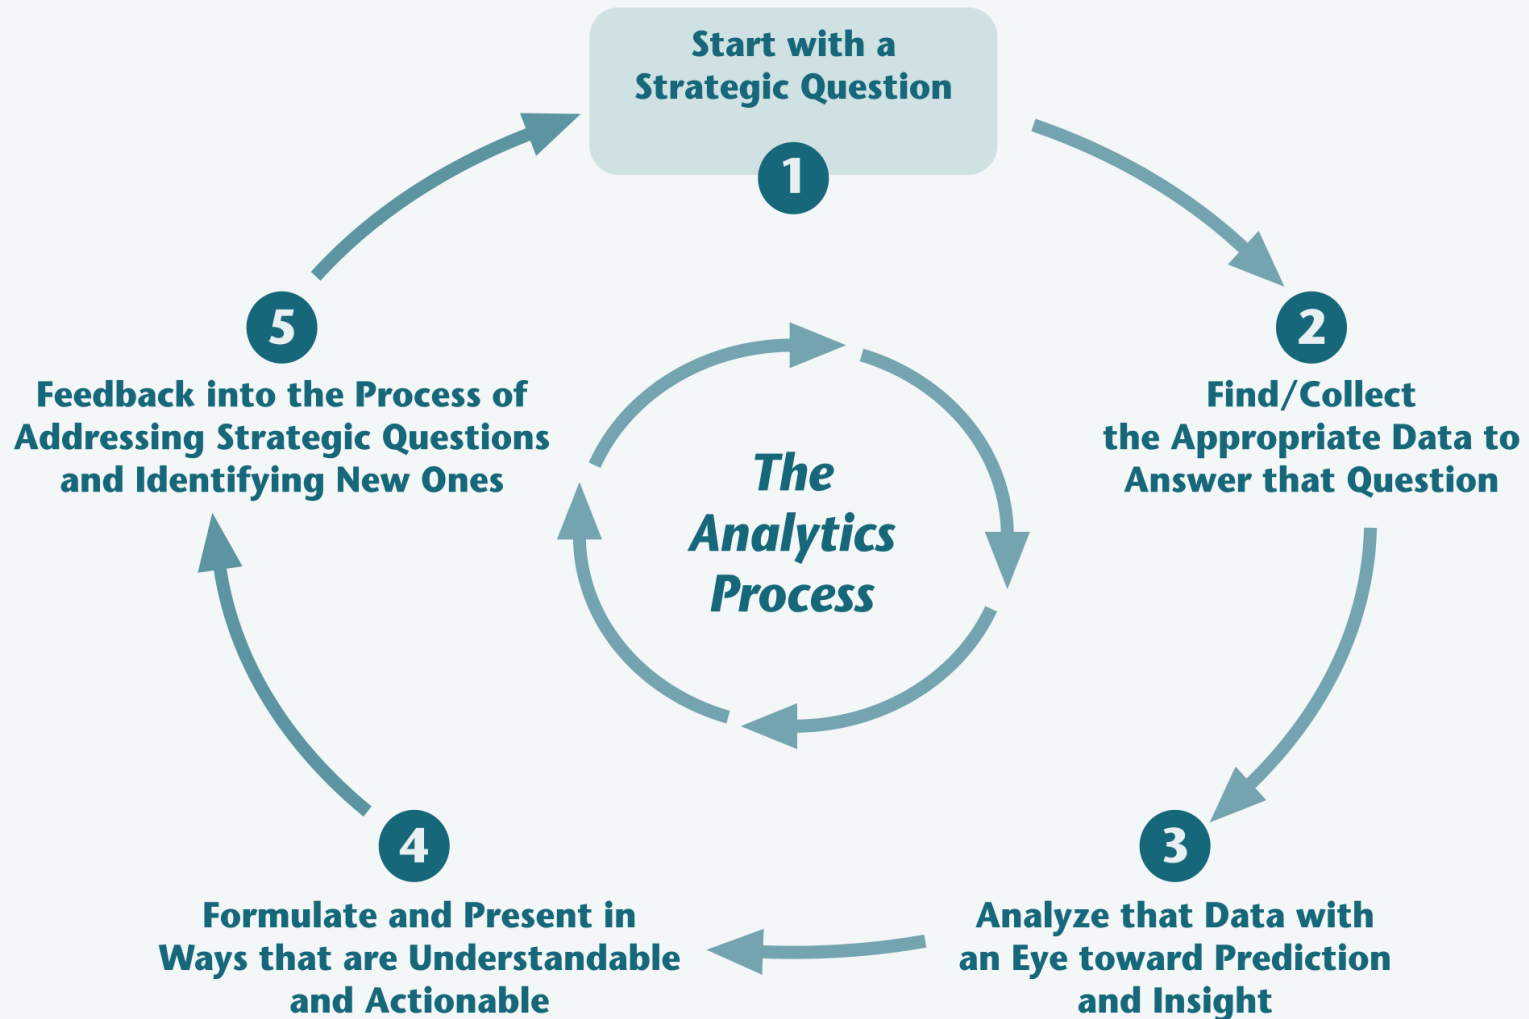 Start with a
Strategic Question
1
2
Find/Collect
the Appropriate Data to
Answer that Question
3
Analyze that Data with
an Eye toward Prediction
and Insight
4
Formulate and Present in
Ways that are Understandable
and Actionable
5
Feedback into the Process of
Addressing Strategic Questions
and Identifying New Ones
The
Analytics
Process